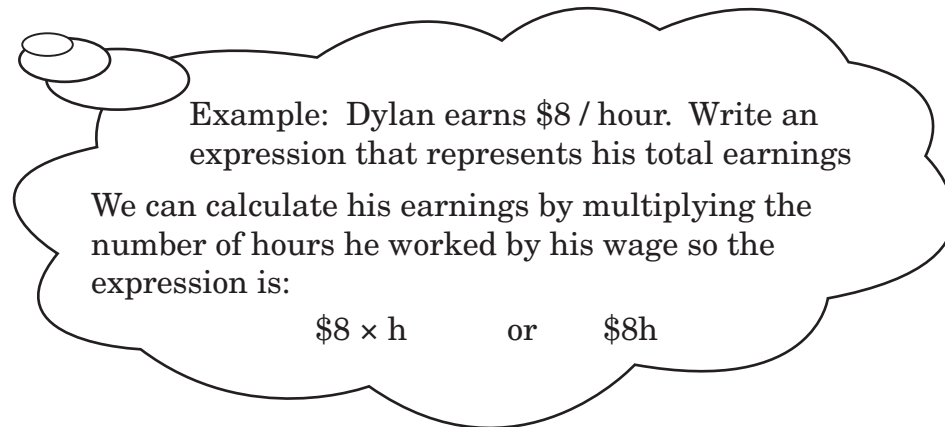 Example: Dylan earns $8 / hour. Write an
expression that represents his total earnings
We can calculate his earnings by multiplying the
number of hours he worked by his wage so the
expression is:
$8 × h or $8h